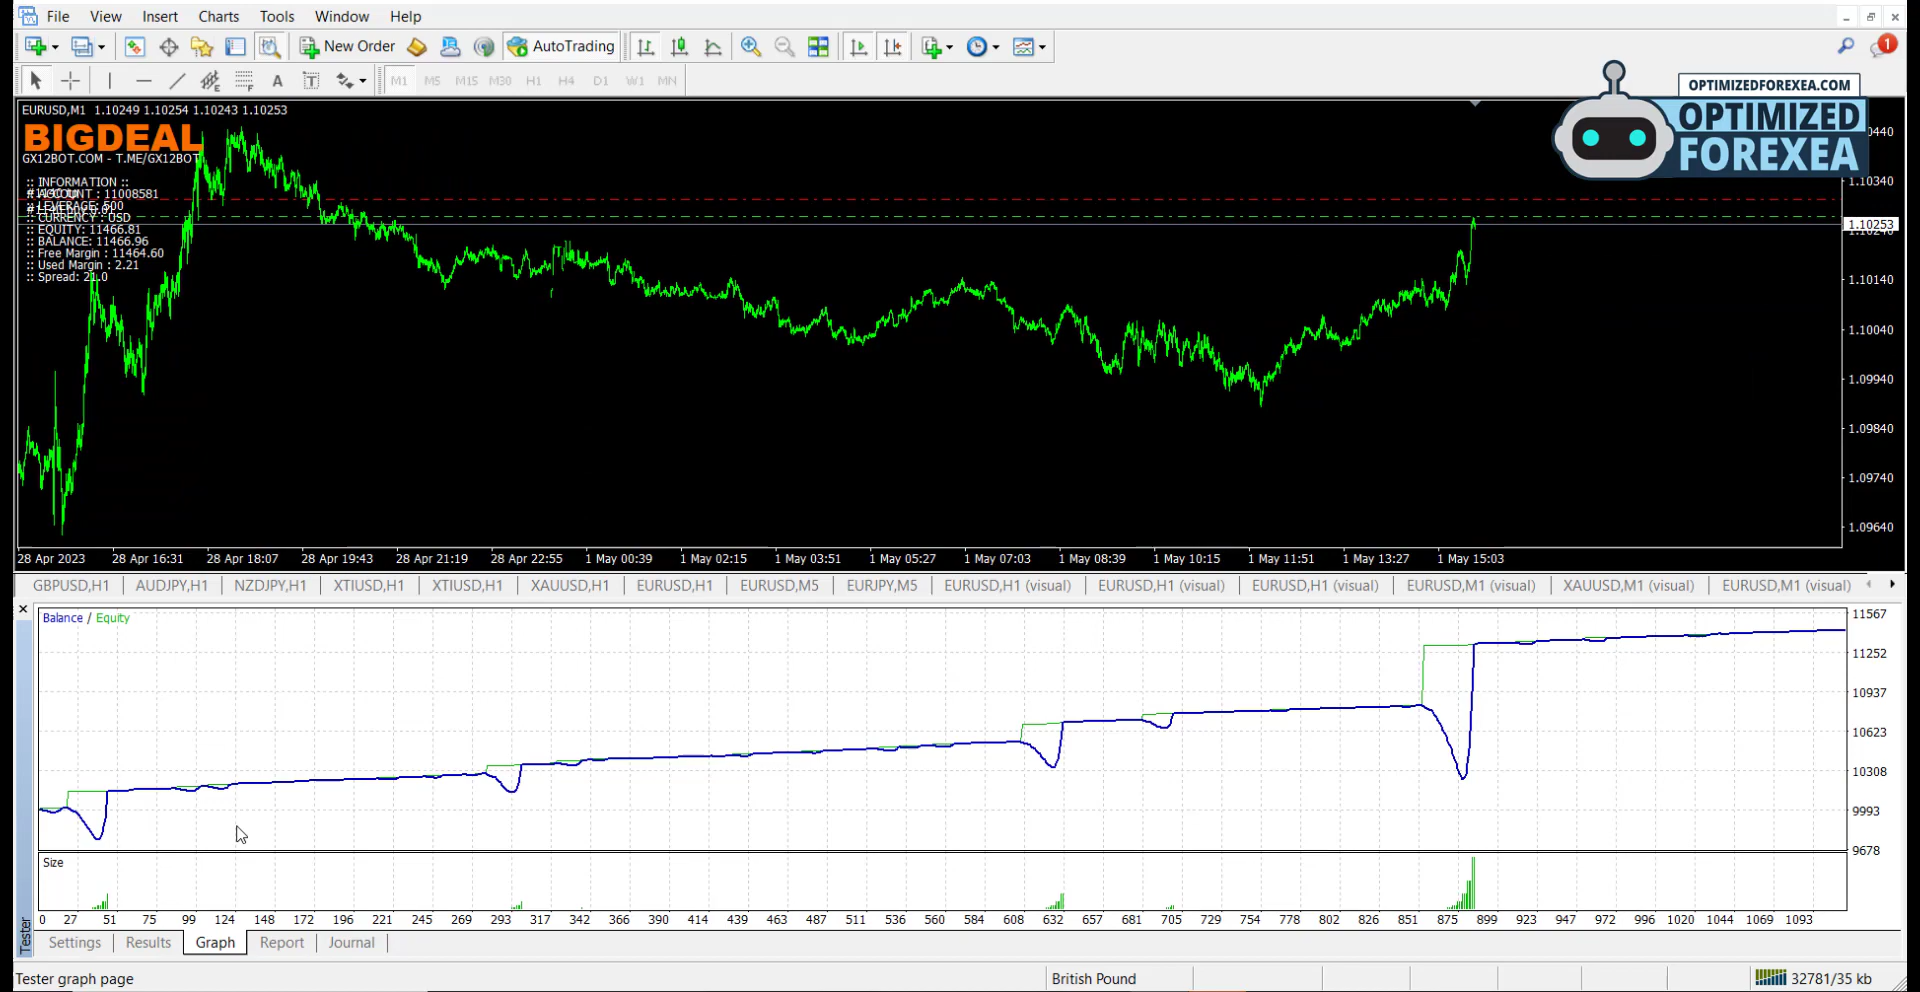 File View Insert Charts Tools Window Help
New Order AutoTrading 1
M1 M5 M15 M30 H1 H4 D1 W1 MN
OPTIMIZEDFOREXEA.COM
OPTIMIZED
FOREXEA
EURUSD,M1 1.10249 1.10254 1.10243 1.10253
BIGDEAL
GX12BOT.COM - T.ME/GX12BOT
:: INFORMATION ::
ACCOUNT : 11008581
:: LEVERAGE: 500
:: CURRENCY : USD
:: EQUITY: 11466.81
:: BALANCE: 11466.96
:: Free Margin : 11464.60
:: Used Margin : 2.21
:: Spread: 21.0
1.10340
1.10253
1.10240
1.10140
1.10040
1.09940
1.09840
1.09740
1.09640
28 Apr 2023 28 Apr 16:31 28 Apr 18:07 28 Apr 19:43 28 Apr 21:19 28 Apr 22:55 1 May 00:39 1 May 02:15 1 May 03:51 1 May 05:27 1 May 07:03 1 May 08:39 1 May 10:15 1 May 11:51 1 May 13:27 1 May 15:03
GBPUSD,H1 AUDJPY,H1 NZDJPY,H1 XTIUSD,H1 XTIUSD,H1 XAUUSD,H1 EURUSD,H1 EURUSD,M5 EURJPY,M5 EURUSD,H1 (visual) EURUSD,H1 (visual) EURUSD,H1 (visual) EURUSD,M1 (visual) XAUUSD,M1 (visual) EURUSD,M1 (visual)
Balance / Equity
11567
11252
10937
10623
10308
9993
9678
Size
0 27 51 75 99 124 148 172 196 221 245 269 293 317 342 366 390 414 439 463 487 511 536 560 584 608 632 657 681 705 729 754 778 802 826 851 875 899 923 947 972 996 1020 1044 1069 1093
Tester
Settings Results Graph Report Journal
Tester graph page British Pound 32781/35 kb